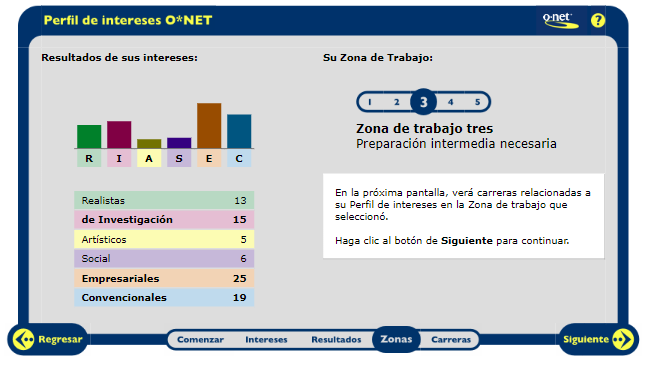 Perfil de intereses O*NET
o·net
?
Resultados de sus intereses:
R I A S E C
Realistas 13
de Investigación 15
Artísticos 5
Social 6
Empresariales 25
Convencionales 19
Su Zona de Trabajo:
1 2 3 4 5
Zona de trabajo tres
Preparación intermedia necesaria
En la próxima pantalla, verá carreras relacionadas a
su Perfil de intereses en la Zona de trabajo que
seleccionó.
Haga clic al botón de Siguiente para continuar.
Regresar
Comenzar Intereses Resultados Zonas Carreras
Siguiente